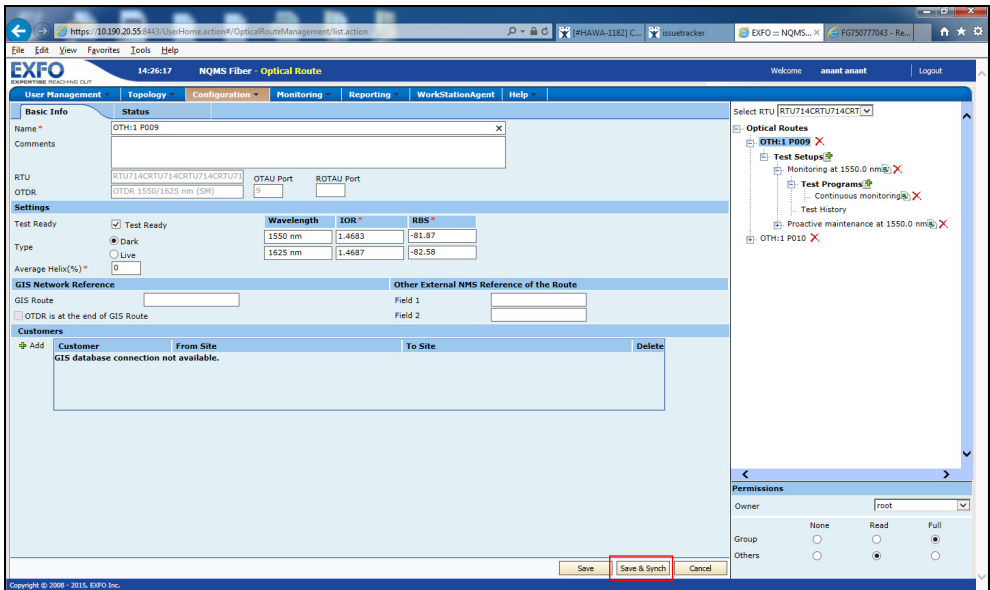 https://10.190.20.55:8443/UserHome.action#/OpticalRouteManagement/list.action
[#HAWA-1182] C...
issuetracker
EXFO ::: NQMS...
FG750777043 - Re...
File Edit View Favorites Tools Help
EXFO
EXPERTISE REACHING OUT
14:26:17
NQMS Fiber - Optical Route
Welcome anant anant
Logout
User Management Topology Configuration Monitoring Reporting WorkStationAgent Help
Basic Info Status
Name* OTH:1 P009
Comments
RTU RTU714CRTU714CRTU714CRTU71 OTAU Port ROTAU Port
OTDR OTDR 1550/1625 nm (SM) 9
Settings
Test Ready Test Ready Wavelength IOR* RBS*
1550 nm 1.4683 -81.87
Type Dark
Live 1625 nm 1.4687 -82.58
Average Helix(%)* 0
GIS Network Reference Other External NMS Reference of the Route
GIS Route Field 1
OTDR is at the end of GIS Route Field 2
Customers
Add Customer From Site To Site Delete
GIS database connection not available.
Save Save & Synch Cancel
Select RTU RTU714CRTU714CRT
Optical Routes
OTH:1 P009
Test Setups
Monitoring at 1550.0 nm
Test Programs
Continuous monitoring
Test History
Proactive maintenance at 1550.0 nm
OTH:1 P010
Permissions
Owner root
None Read Full
Group
Others
Copyright © 2008 - 2015, EXFO Inc.